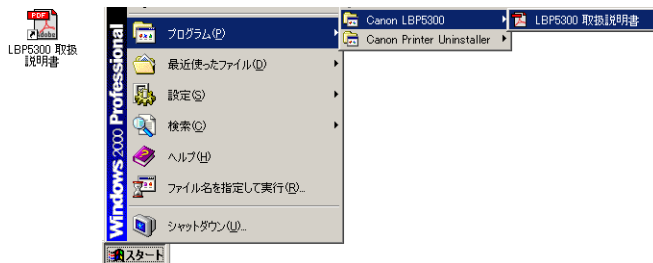 PDF
Adobe
LBP5300 取扱
説明書
Windows 2000 Professional
プログラム(P)
最近使ったファイル(D)
設定(S)
検索(C)
ヘルプ(H)
ファイル名を指定して実行(R)...
シャットダウン(U)...
スタート
Canon LBP5300
Canon Printer Uninstaller
LBP5300 取扱説明書